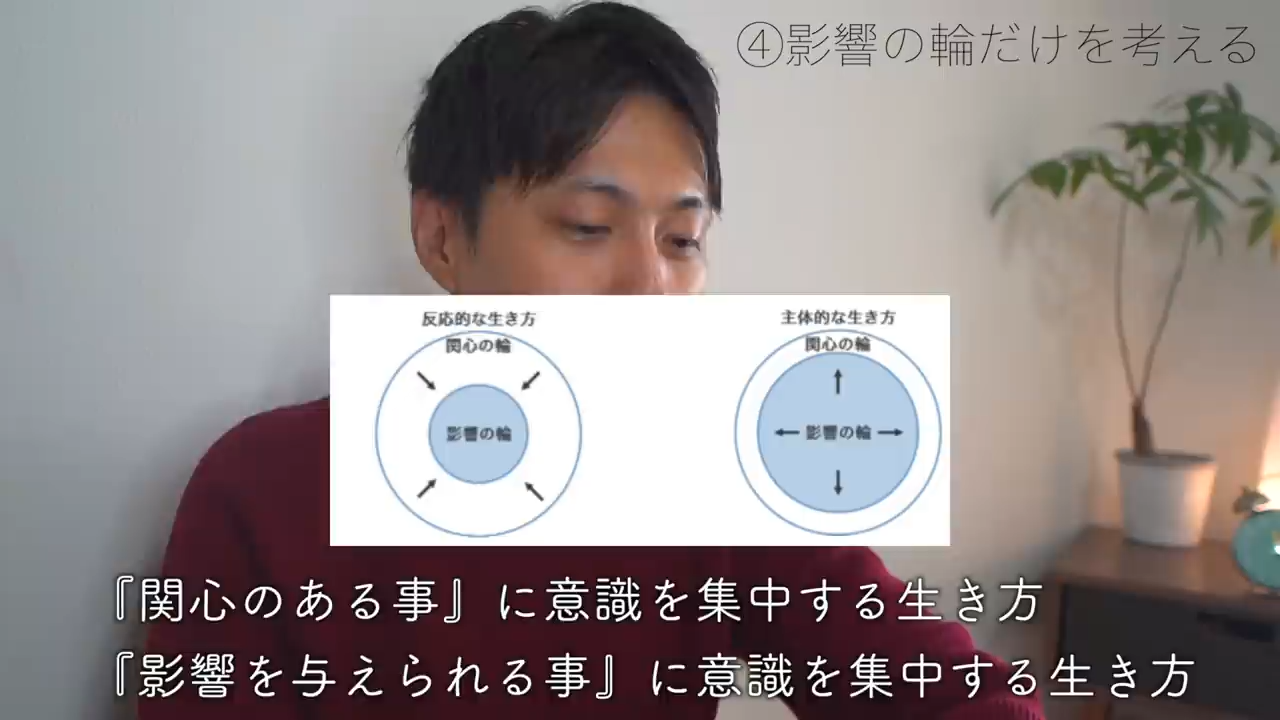 ④影響の輪だけを考える
反応的な生き方
関心の輪
影響の輪
主体的な生き方
関心の輪
影響の輪
『関心のある事』に意識を集中する生き方
『影響を与えられる事』に意識を集中する生き方